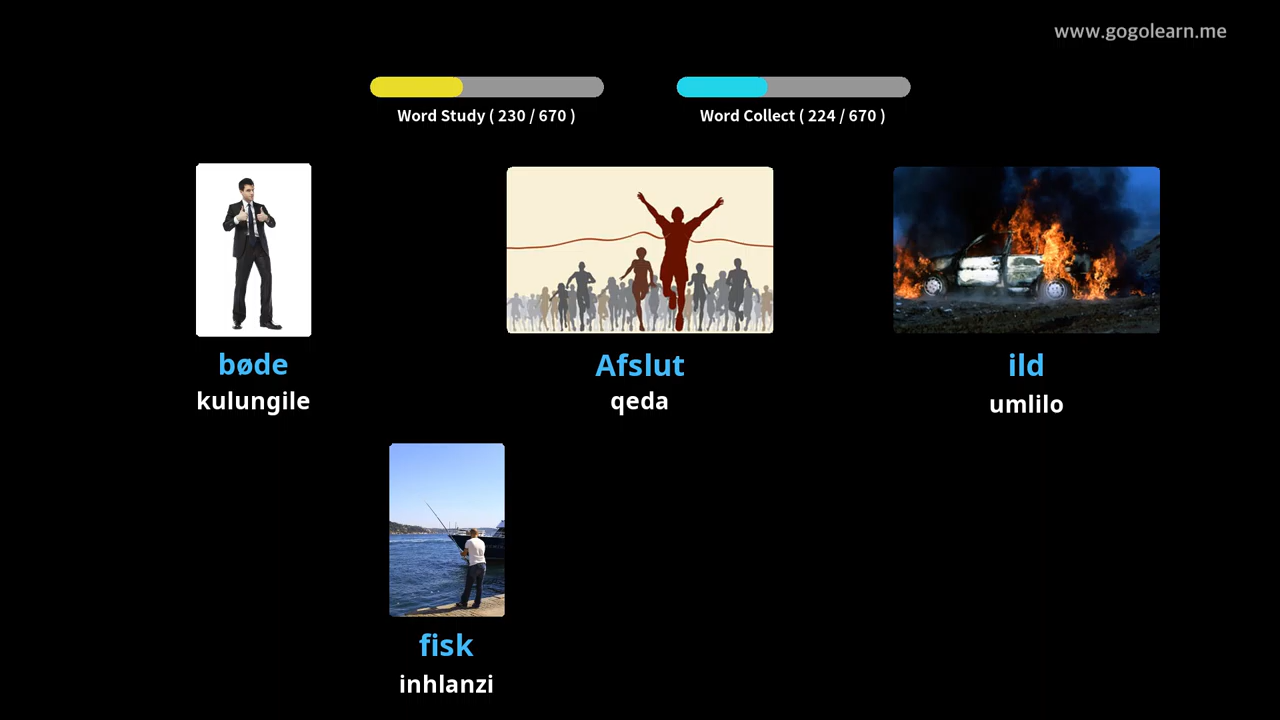 www.gogolearn.me
Word Study ( 230 / 670 )
Word Collect ( 224 / 670 )
bøde
kulungile
Afslut
qeda
ild
umlilo
fisk
inhlanzi